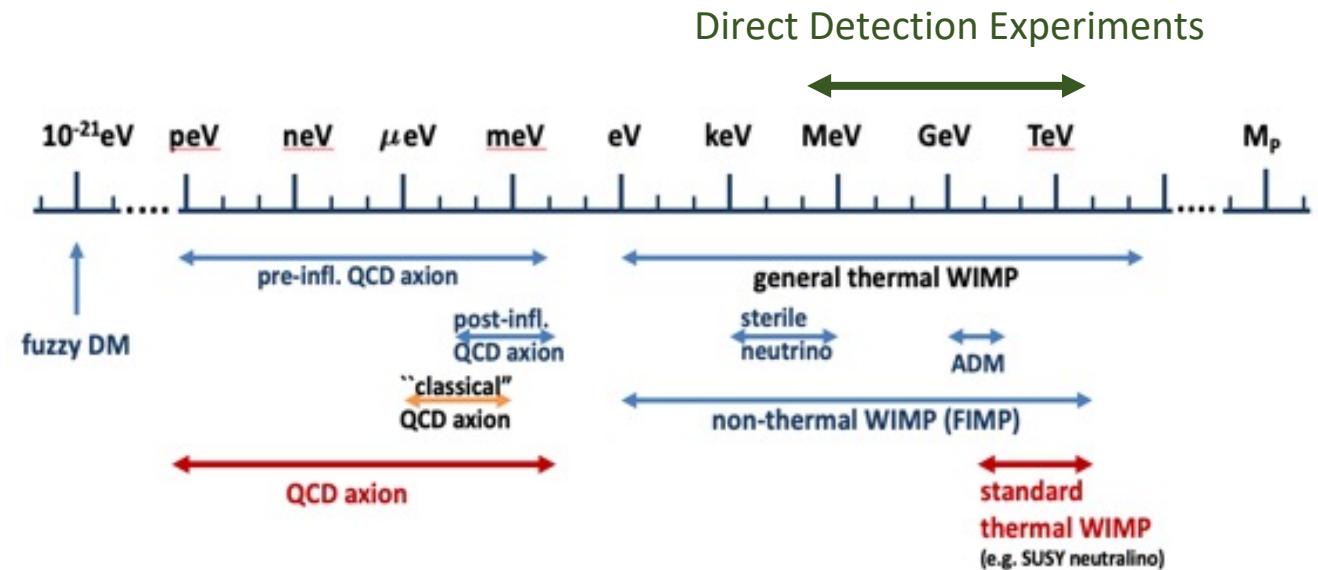 Direct Detection Experiments
10⁻²¹eV peV neV μeV meV eV keV MeV GeV TeV M_P
pre-infl. QCD axion
general thermal WIMP
fuzzy DM
post-infl.
QCD axion
sterile
neutrino
ADM
``classical”
QCD axion
non-thermal WIMP (FIMP)
QCD axion
standard
thermal WIMP
(e.g. SUSY neutralino)